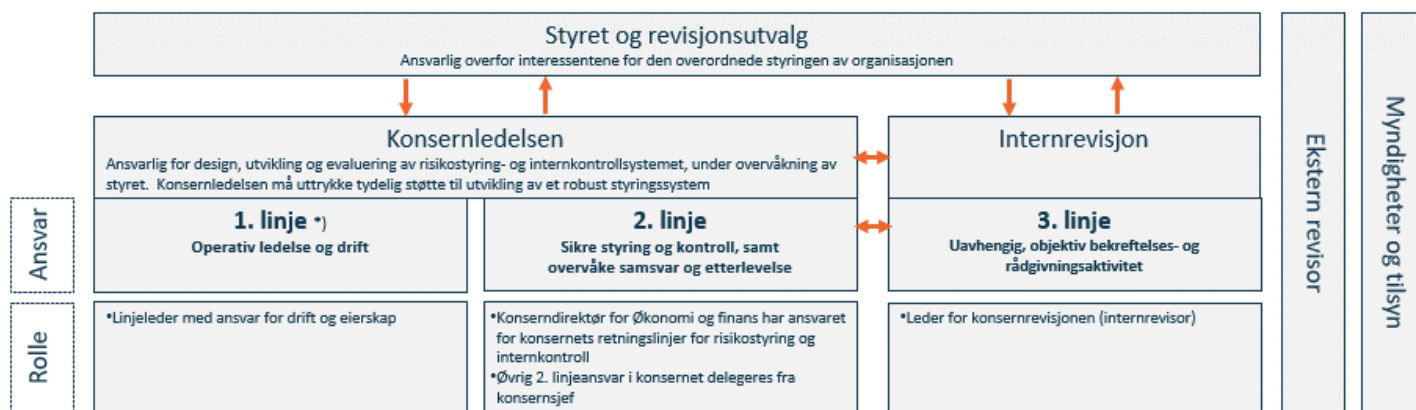 Styret og revisjonsutvalg
Ansvarlig overfor interessentene for den overordnede styringen av organisasjonen
Konsernledelsen
Ansvarlig for design, utvikling og evaluering av risikostyring- og internkontrollsystemet, under overvåkning av
styret. Konsernledelsen må uttrykke tydelig støtte til utvikling av et robust styringssystem
Internrevisjon
Ansvar
1. linje *)
Operativ ledelse og drift
2. linje
Sikre styring og kontroll, samt
overvåke samsvar og etterlevelse
3. linje
Uavhengig, objektiv bekreftelses- og
rådgivningsaktivitet
Rolle
•Linjeleder med ansvar for drift og eierskap
•Konserndirektør for Økonomi og finans har ansvaret
for konsernets retningslinjer for risikostyring og
internkontroll
•Øvrig 2. linjeansvar i konsernet delegeres fra
konsernsjef
•Leder for konsernrevisjonen (internrevisor)
Ekstern revisor
Myndigheter og tilsyn